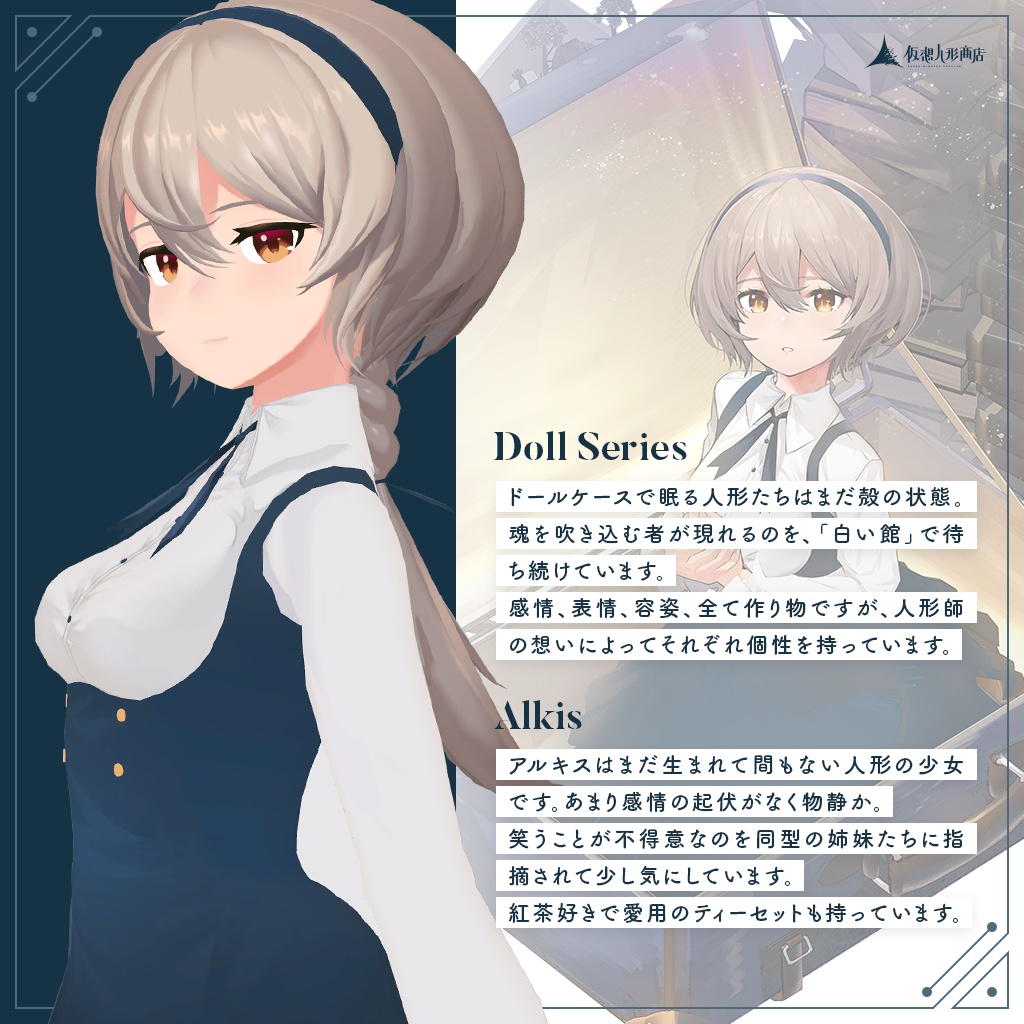 仮想人形商店
Doll Series
ドールケースで眠る人形たちはまだ殻の状態。
魂を吹き込む者が現れるのを、「白い館」で待
ち続けています。
感情、表情、容姿、全て作り物ですが、人形師
の想いによってそれぞれ個性を持っています。
Alkis
アルキスはまだ生まれて間もない人形の少女
です。あまり感情の起伏がなく物静か。
笑うことが不得意なのを同型の姉妹たちに指
摘されて少し気にしています。
紅茶好きで愛用のティーセットも持っています。